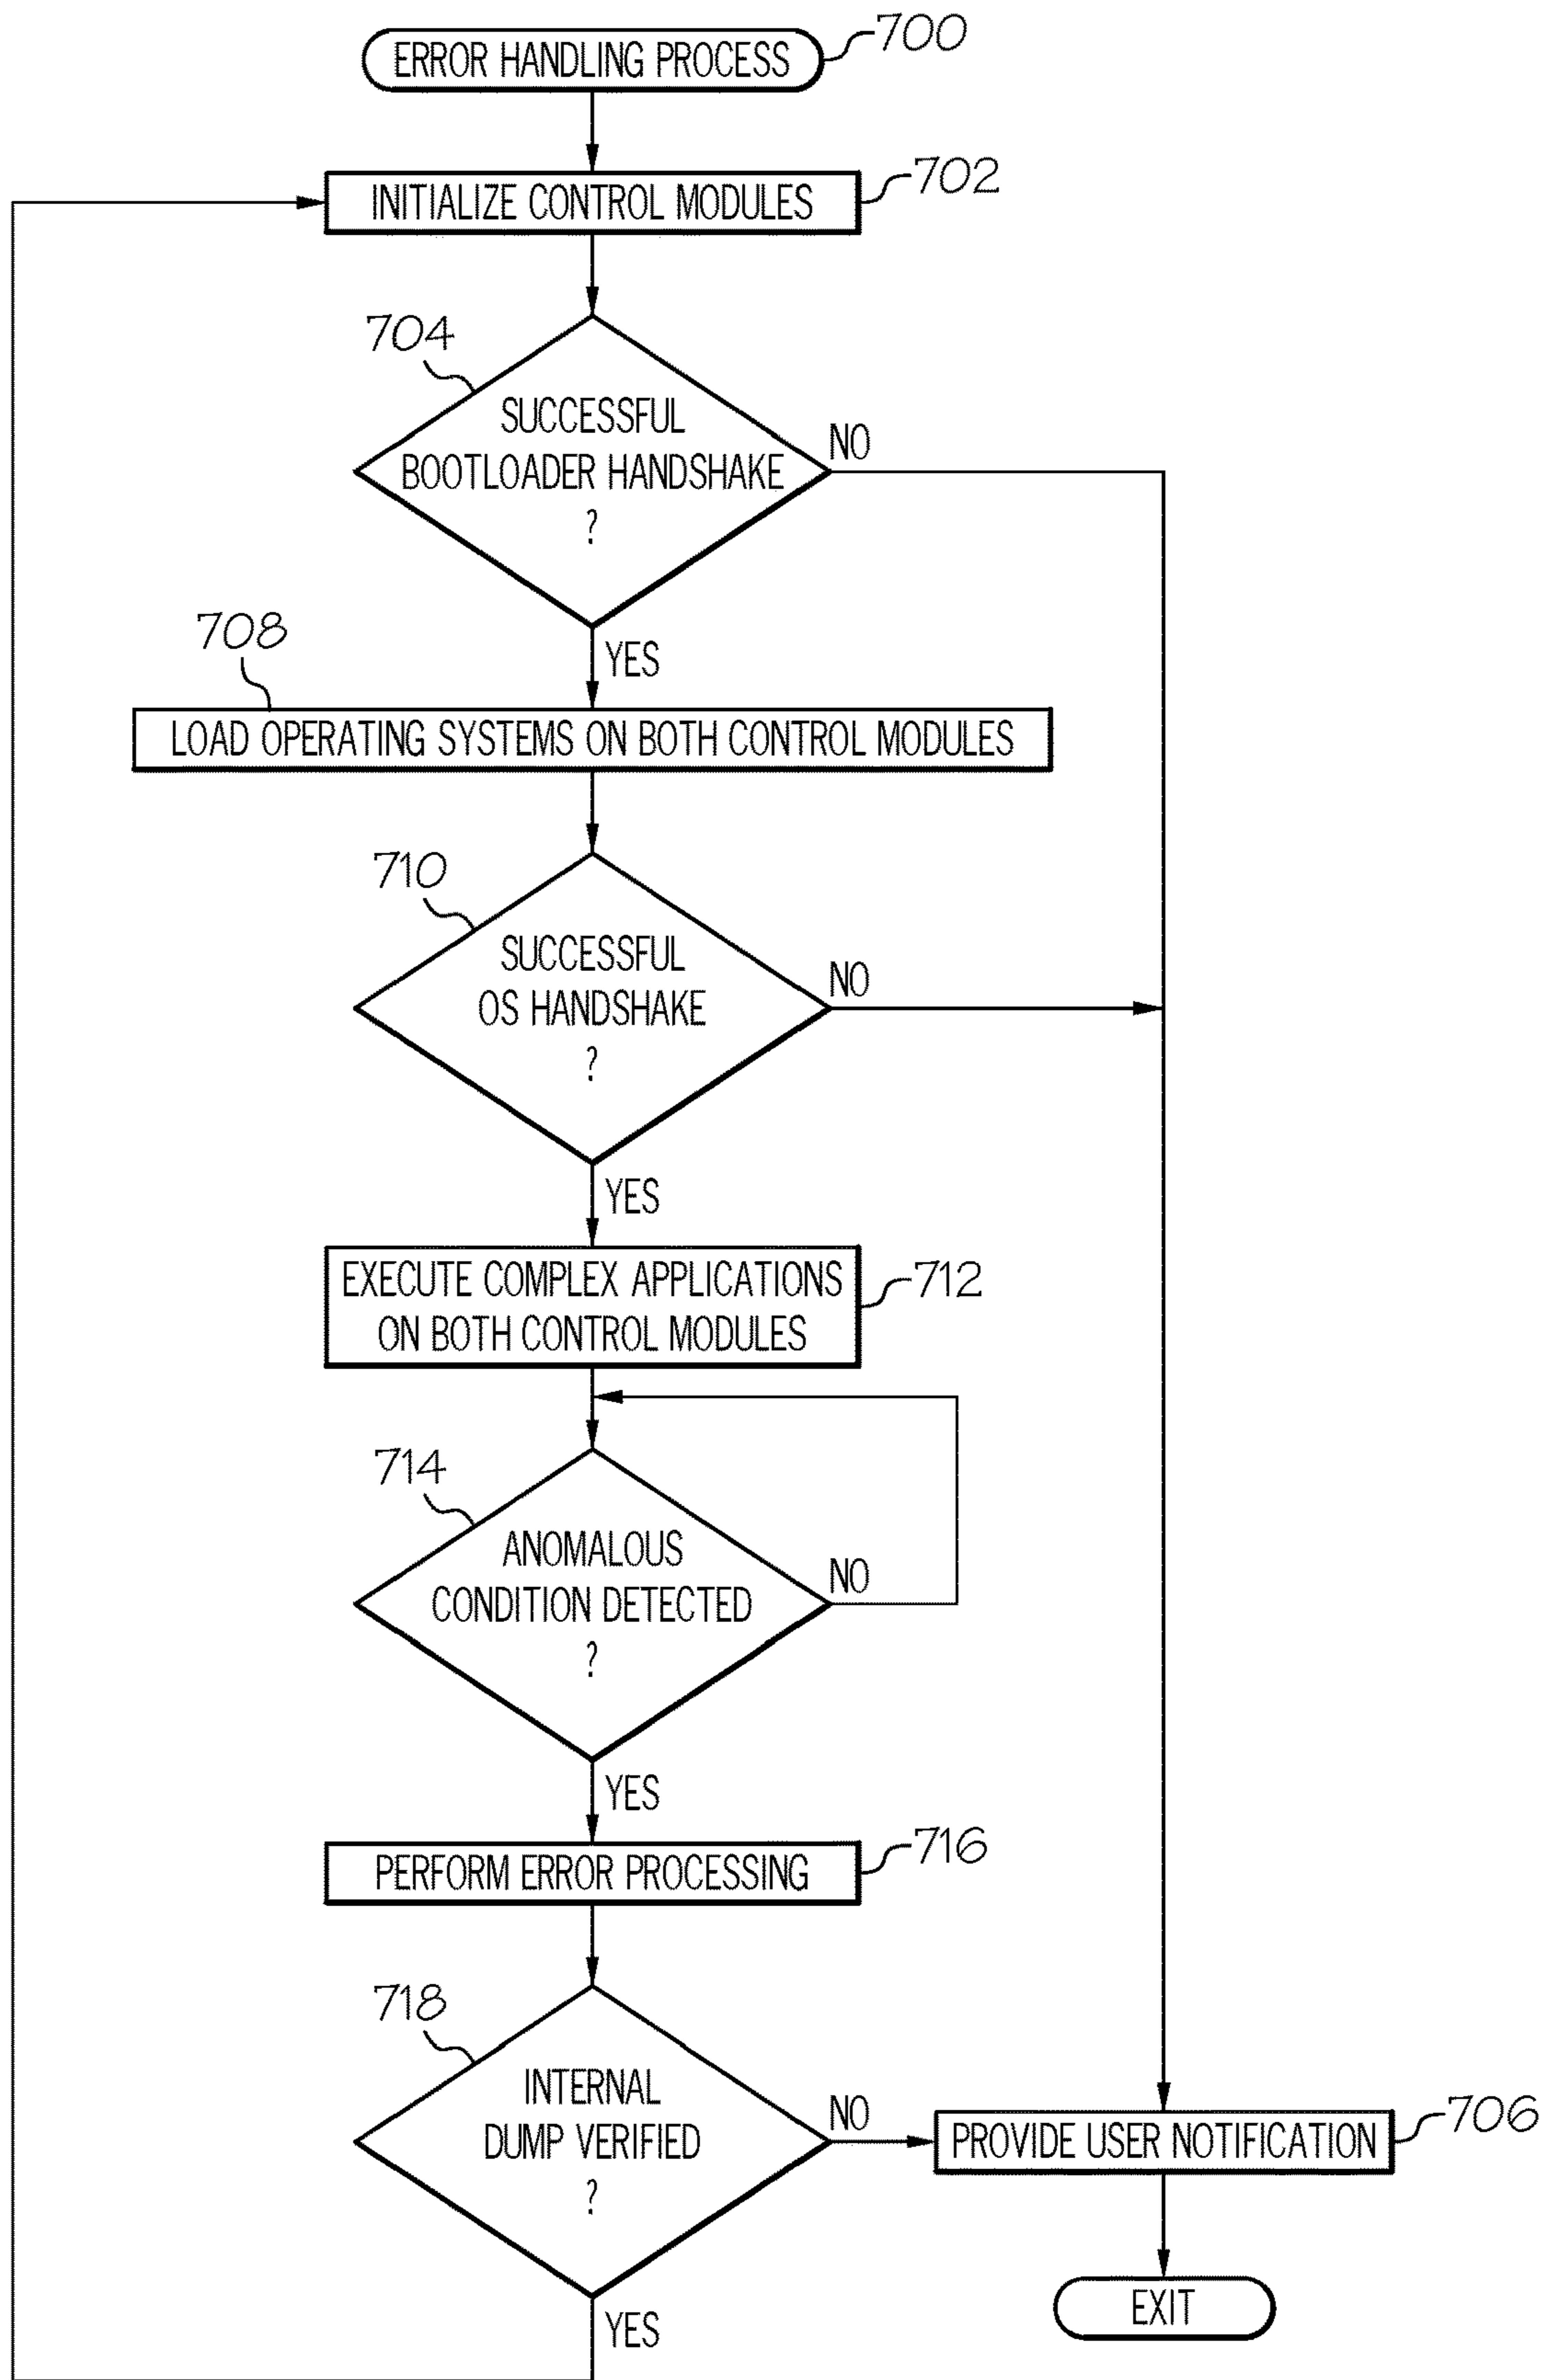 ERROR HANDLING PROCESS
700
INITIALIZE CONTROL MODULES
702
704
SUCCESSFUL
BOOTLOADER HANDSHAKE
?
NO
YES
708
LOAD OPERATING SYSTEMS ON BOTH CONTROL MODULES
710
SUCCESSFUL
OS HANDSHAKE
?
NO
YES
EXECUTE COMPLEX APPLICATIONS
ON BOTH CONTROL MODULES
712
714
ANOMALOUS
CONDITION DETECTED
?
NO
YES
PERFORM ERROR PROCESSING
716
718
INTERNAL
DUMP VERIFIED
?
NO
YES
PROVIDE USER NOTIFICATION
706
EXIT